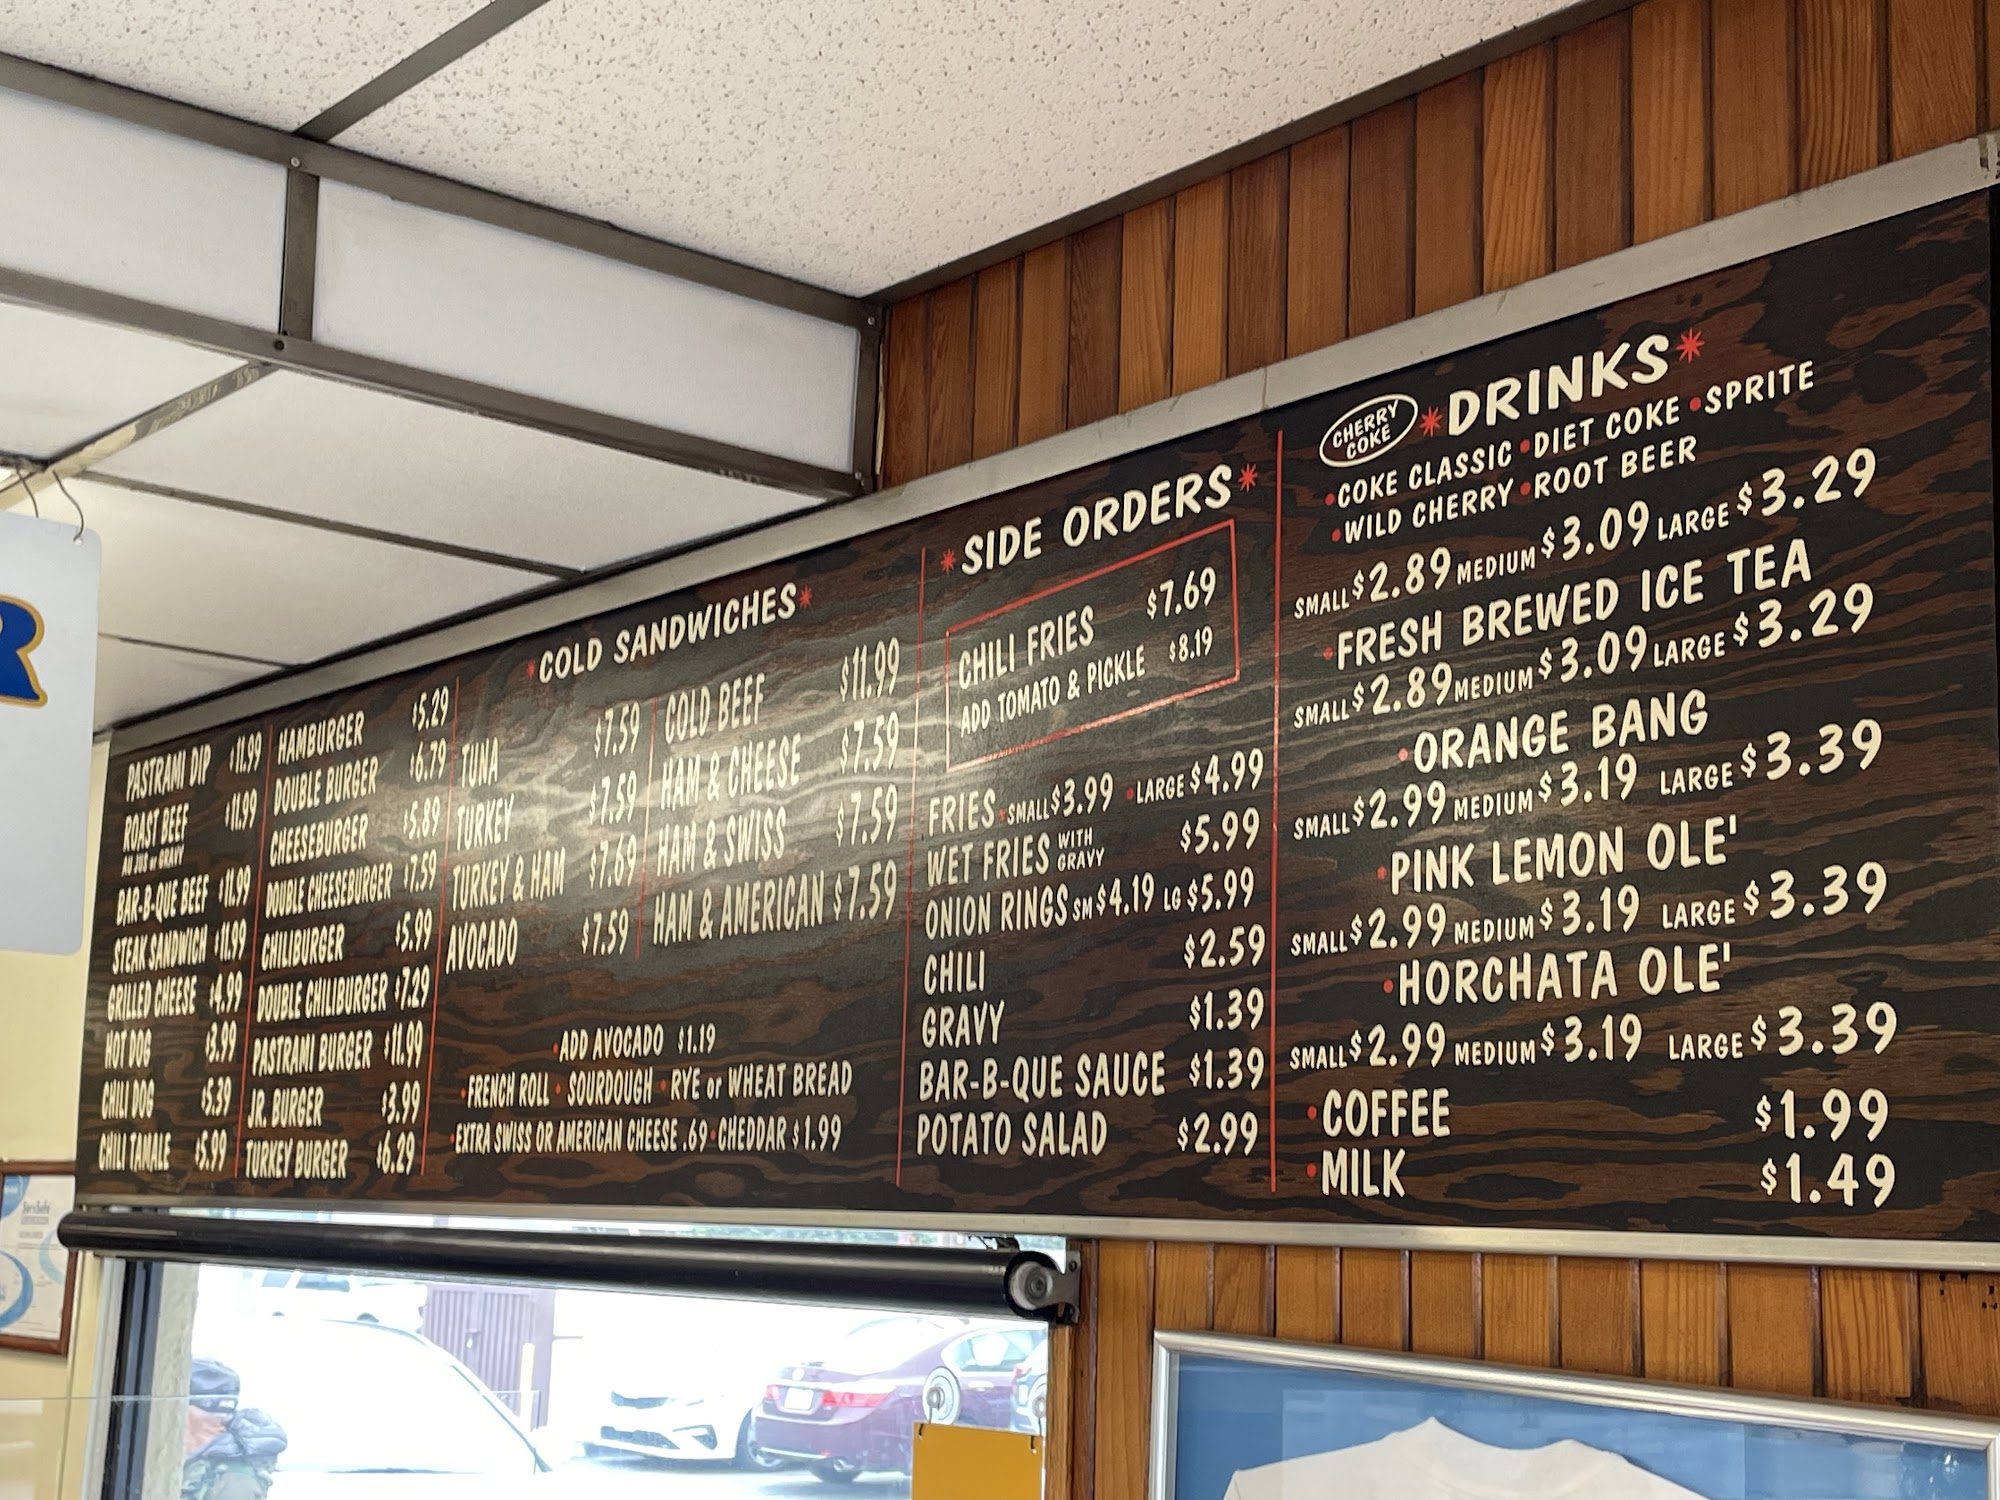 PASTRAMI DIP $11.99
ROAST BEEF $11.99
AU JUS or GRAVY
BAR-B-QUE BEEF $11.99
STEAK SANDWICH $11.99
GRILLED CHEESE $4.99
HOT DOG $3.99
CHILI DOG $5.39
CHILI TAMALE $5.99
HAMBURGER $5.29
DOUBLE BURGER $6.79
CHEESEBURGER $5.89
DOUBLE CHEESEBURGER $7.59
CHILIBURGER $5.99
DOUBLE CHILIBURGER $7.29
PASTRAMI BURGER $11.99
JR. BURGER $3.99
TURKEY BURGER $6.29
COLD SANDWICHES
TUNA $7.59
TURKEY $7.59
TURKEY & HAM $7.69
AVOCADO $7.59
COLD BEEF $11.99
HAM & CHEESE $7.59
HAM & SWISS $7.59
HAM & AMERICAN $7.59
•ADD AVOCADO $1.19
•FRENCH ROLL •SOURDOUGH •RYE or WHEAT BREAD
•EXTRA SWISS OR AMERICAN CHEESE .69 •CHEDDAR $1.99
SIDE ORDERS
CHILI FRIES $7.69
ADD TOMATO & PICKLE $8.19
FRIES •SMALL $3.99 •LARGE $4.99
WET FRIES WITH GRAVY $5.99
ONION RINGS SM $4.19 LG $5.99
CHILI $2.59
GRAVY $1.39
BAR-B-QUE SAUCE $1.39
POTATO SALAD $2.99
CHERRY COKE
DRINKS
•COKE CLASSIC •DIET COKE •SPRITE
•WILD CHERRY •ROOT BEER
SMALL $2.89 MEDIUM $3.09 LARGE $3.29
•FRESH BREWED ICE TEA
SMALL $2.89 MEDIUM $3.09 LARGE $3.29
•ORANGE BANG
SMALL $2.99 MEDIUM $3.19 LARGE $3.39
•PINK LEMON OLE'
SMALL $2.99 MEDIUM $3.19 LARGE $3.39
•HORCHATA OLE'
SMALL $2.99 MEDIUM $3.19 LARGE $3.39
•COFFEE $1.99
•MILK $1.49
R
ServSafe